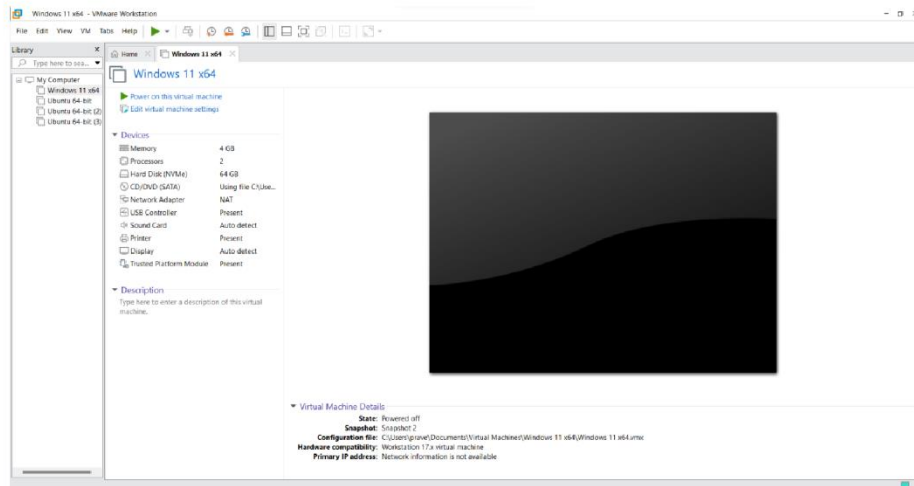 Windows 11 x64 - VMware Workstation
File Edit View VM Tabs Help
Library X
Type here to sea...
Home
Windows 11 x64
My Computer
Windows 11 x64
Ubuntu 64-bit
Ubuntu 64-bit (2)
Ubuntu 64-bit (3)
Windows 11 x64
Power on this virtual machine
Edit virtual machine settings
Devices
Memory 4 GB
Processors 2
Hard Disk (NVMe) 64 GB
CD/DVD (SATA) Using file C:\Use...
Network Adapter NAT
USB Controller Present
Sound Card Auto detect
Printer Present
Display Auto detect
Trusted Platform Module Present
Description
Type here to enter a description of this virtual
machine.
Virtual Machine Details
State: Powered off
Snapshot: Snapshot 2
Configuration file: C:\Users\prave\Documents\Virtual Machines\Windows 11 x64\Windows 11 x64.vmx
Hardware compatibility: Workstation 17.x virtual machine
Primary IP address: Network information is not available